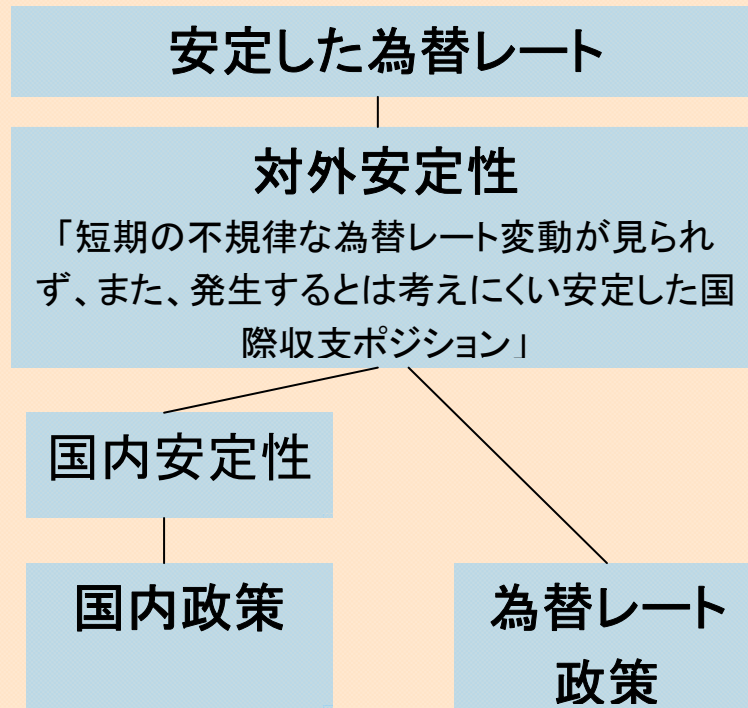 安定した為替レート
対外安定性
「短期の不規律な為替レート変動が見られ
ず、また、発生するとは考えにくい安定した国
際収支ポジション」
国内安定性
国内政策
為替レート
政策